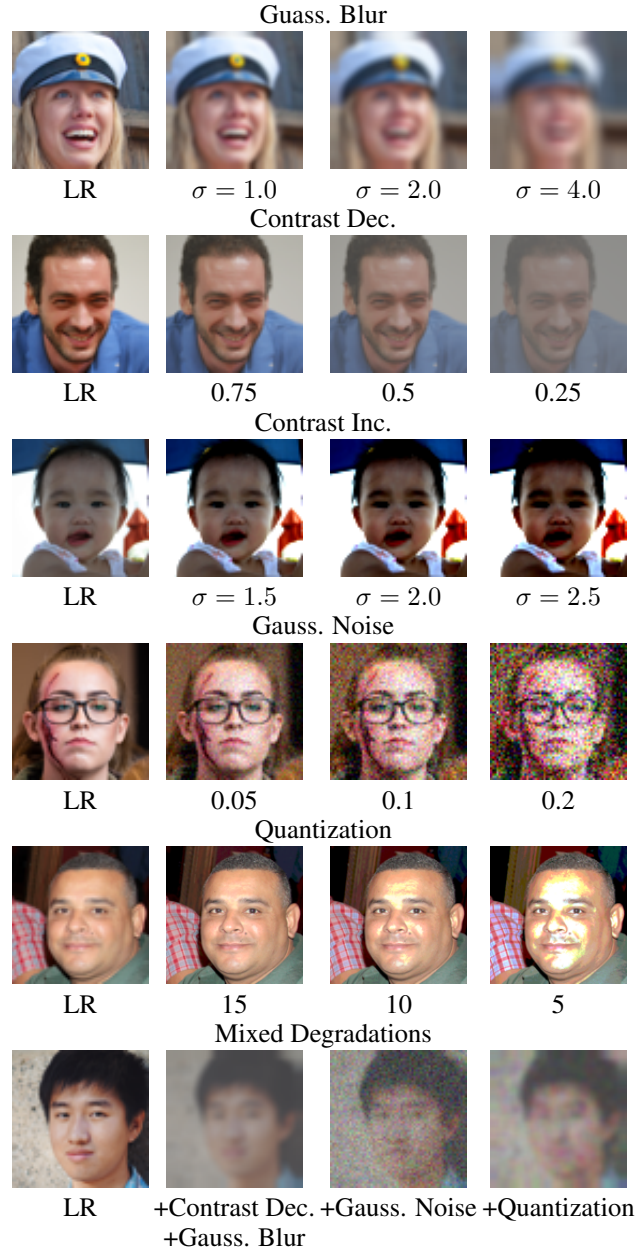 Guass. Blur
LR σ = 1.0 σ = 2.0 σ = 4.0
Contrast Dec.
LR 0.75 0.5 0.25
Contrast Inc.
LR σ = 1.5 σ = 2.0 σ = 2.5
Gauss. Noise
LR 0.05 0.1 0.2
Quantization
LR 15 10 5
Mixed Degradations
LR +Contrast Dec. +Gauss. Noise +Quantization
+Gauss. Blur